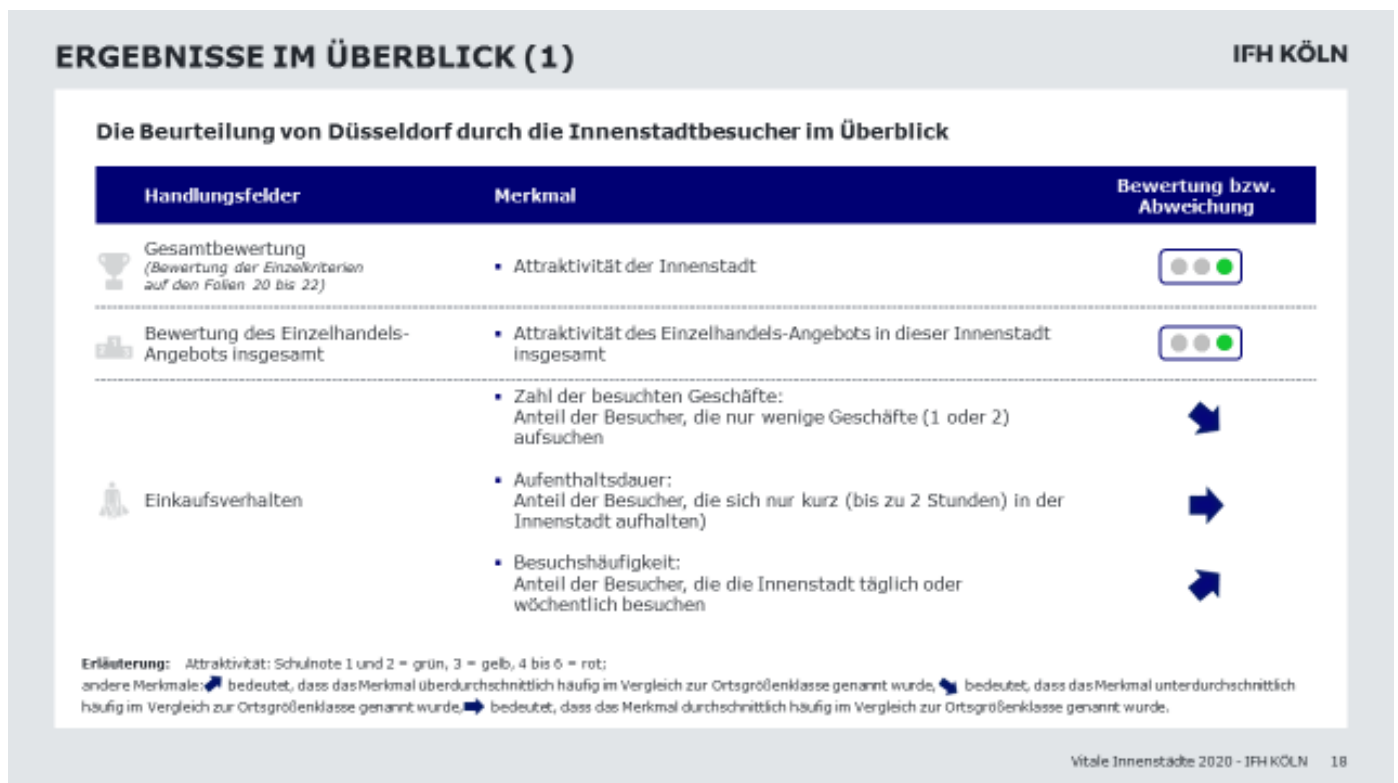 ERGEBNISSE IM ÜBERBLICK (1)
IFH KÖLN
Die Beurteilung von Düsseldorf durch die Innenstadtbesucher im Überblick
Handlungsfelder
Merkmal
Bewertung bzw.
Abweichung
Gesamtbewertung
(Bewertung der Einzelkriterien
auf den Folien 20 bis 22)
▪ Attraktivität der Innenstadt
Bewertung des Einzelhandels-
Angebots insgesamt
▪ Attraktivität des Einzelhandels-Angebots in dieser Innenstadt
insgesamt
Einkaufsverhalten
▪ Zahl der besuchten Geschäfte:
Anteil der Besucher, die nur wenige Geschäfte (1 oder 2)
aufsuchen
▪ Aufenthaltsdauer:
Anteil der Besucher, die sich nur kurz (bis zu 2 Stunden) in der
Innenstadt aufhalten)
▪ Besuchshäufigkeit:
Anteil der Besucher, die die Innenstadt täglich oder
wöchentlich besuchen
Erläuterung: Attraktivität: Schulnote 1 und 2 = grün, 3 = gelb, 4 bis 6 = rot;
andere Merkmale: bedeutet, dass das Merkmal überdurchschnittlich häufig im Vergleich zur Ortsgrößenklasse genannt wurde, bedeutet, dass das Merkmal unterdurchschnittlich
häufig im Vergleich zur Ortsgrößenklasse genannt wurde, bedeutet, dass das Merkmal durchschnittlich häufig im Vergleich zur Ortsgrößenklasse genannt wurde.
Vitale Innenstädte 2020 - IFH KÖLN 18